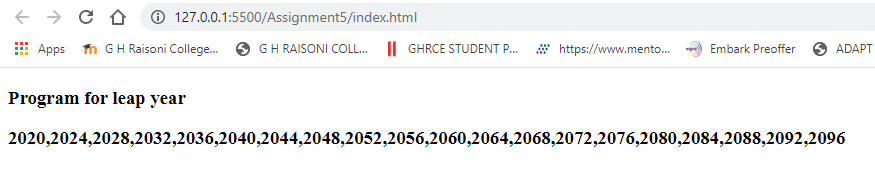 127.0.0.1:5500/Assignment5/index.html
Apps G H Raisoni College... G H RAISONI COLL... GHRCE STUDENT P... https://www.mento... Embark Preoffer ADAPT
Program for leap year
2020,2024,2028,2032,2036,2040,2044,2048,2052,2056,2060,2064,2068,2072,2076,2080,2084,2088,2092,2096